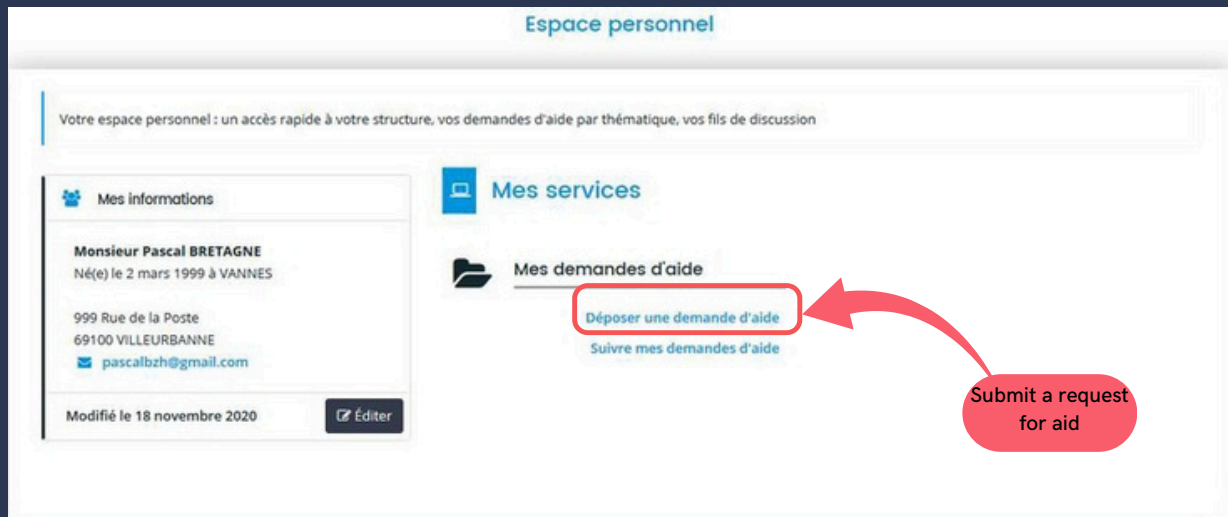 Espace personnel
Votre espace personnel : un accès rapide à votre structure, vos demandes d'aide par thématique, vos fils de discussion
Mes informations
Monsieur Pascal BRETAGNE
Né(e) le 2 mars 1999 à VANNES
999 Rue de la Poste
69100 VILLEURBANNE
pascalbzh@gmail.com
Modifié le 18 novembre 2020
Éditer
Mes services
Mes demandes d'aide
Déposer une demande d'aide
Suivre mes demandes d'aide
Submit a request
for aid